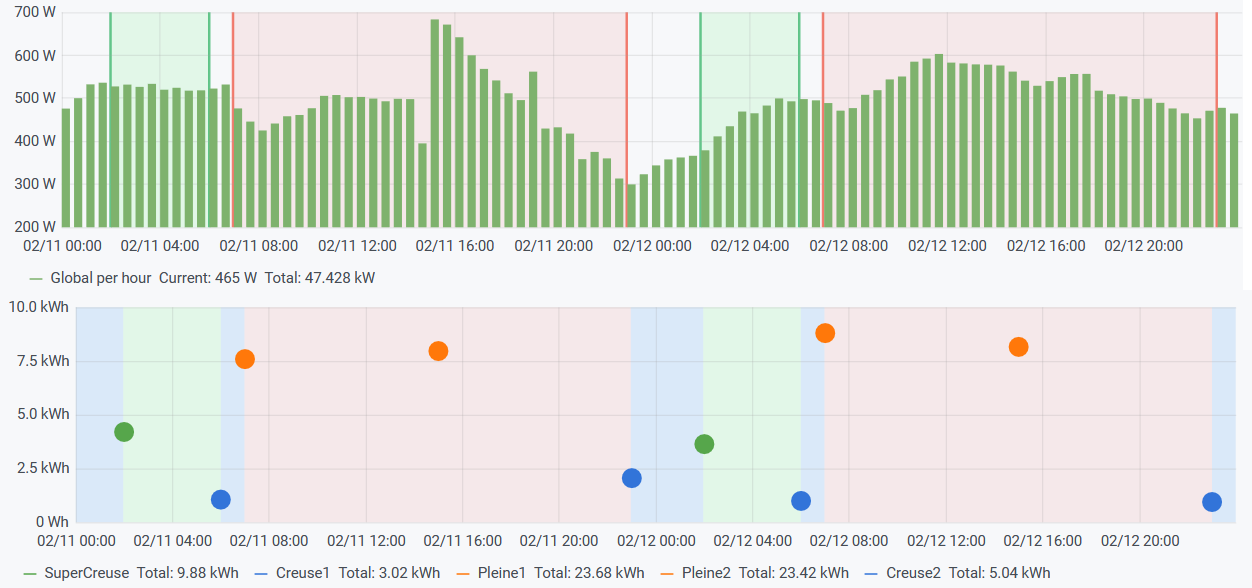 700 W
600 W
500 W
400 W
300 W
200 W
02/11 00:00 02/11 04:00 02/11 08:00 02/11 12:00 02/11 16:00 02/11 20:00 02/12 00:00 02/12 04:00 02/12 08:00 02/12 12:00 02/12 16:00 02/12 20:00
Global per hour Current: 465 W Total: 47.428 kW
10.0 kWh
7.5 kWh
5.0 kWh
2.5 kWh
0 Wh
02/11 00:00 02/11 04:00 02/11 08:00 02/11 12:00 02/11 16:00 02/11 20:00 02/12 00:00 02/12 04:00 02/12 08:00 02/12 12:00 02/12 16:00 02/12 20:00
SuperCreuse Total: 9.88 kWh Creuse1 Total: 3.02 kWh Pleine1 Total: 23.68 kWh Pleine2 Total: 23.42 kWh Creuse2 Total: 5.04 kWh